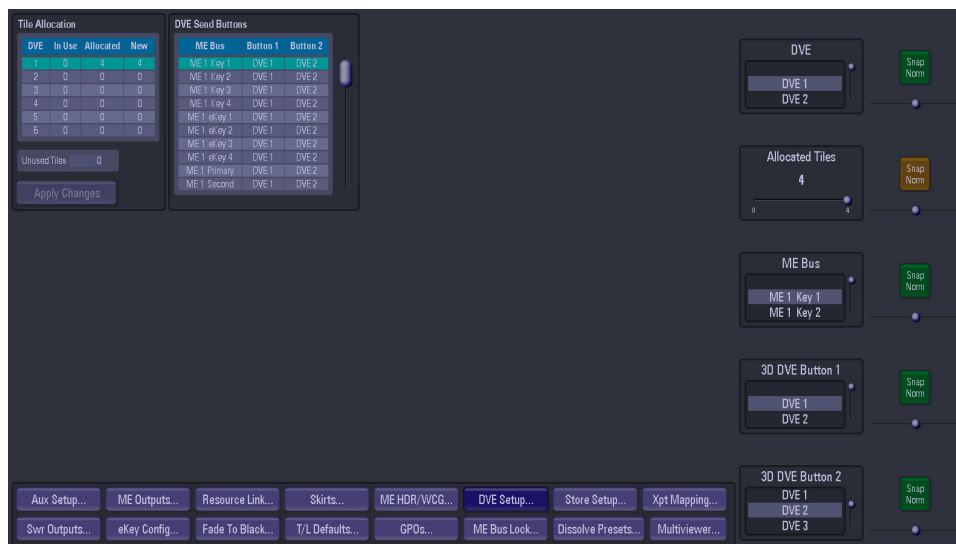 Tile Allocation
DVE In Use Allocated New
1 0 4 4
2 0 0 0
3 0 0 0
4 0 0 0
5 0 0 0
6 0 0 0
Unused Tiles 0
Apply Changes
DVE Send Buttons
ME Bus Button 1 Button 2
ME 1 Key 1 DVE 1 DVE 2
ME 1 Key 2 DVE 1 DVE 2
ME 1 Key 3 DVE 1 DVE 2
ME 1 Key 4 DVE 1 DVE 2
ME 1 eKey 1 DVE 1 DVE 2
ME 1 eKey 2 DVE 1 DVE 2
ME 1 eKey 3 DVE 1 DVE 2
ME 1 eKey 4 DVE 1 DVE 2
ME 1 Primary DVE 1 DVE 2
ME 1 Second DVE 1 DVE 2
DVE
DVE 1
DVE 2
Snap
Norm
Allocated Tiles
4
0 4
Snap
Norm
ME Bus
ME 1 Key 1
ME 1 Key 2
Snap
Norm
3D DVE Button 1
DVE 1
DVE 2
Snap
Norm
3D DVE Button 2
DVE 1
DVE 2
DVE 3
Snap
Norm
Aux Setup... ME Outputs... Resource Link... Skirts... ME HDR/WCG... DVE Setup... Store Setup... Xpt Mapping...
Swr Outputs... eKey Config... Fade To Black... T/L Defaults... GPOs... ME Bus Lock... Dissolve Presets... Multiviewer...